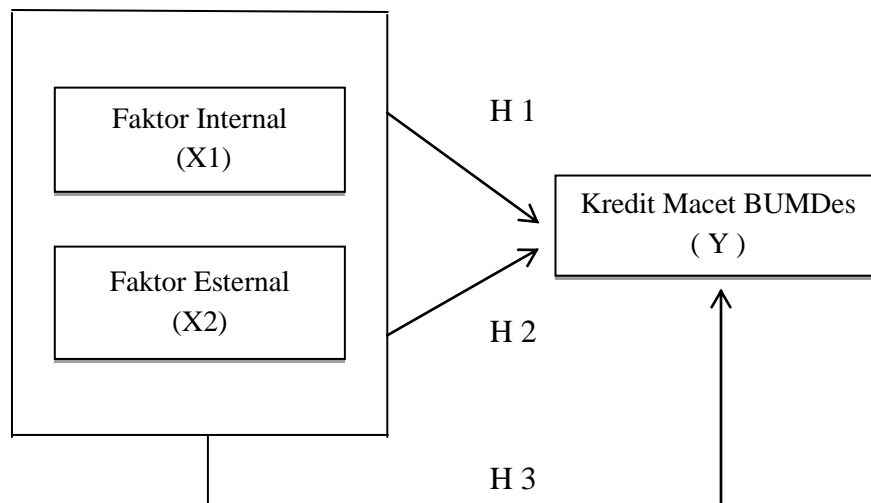 Faktor Internal
(X1)
H 1
Kredit Macet BUMDes
( Y )
Faktor Esternal
(X2)
H 2
H 3